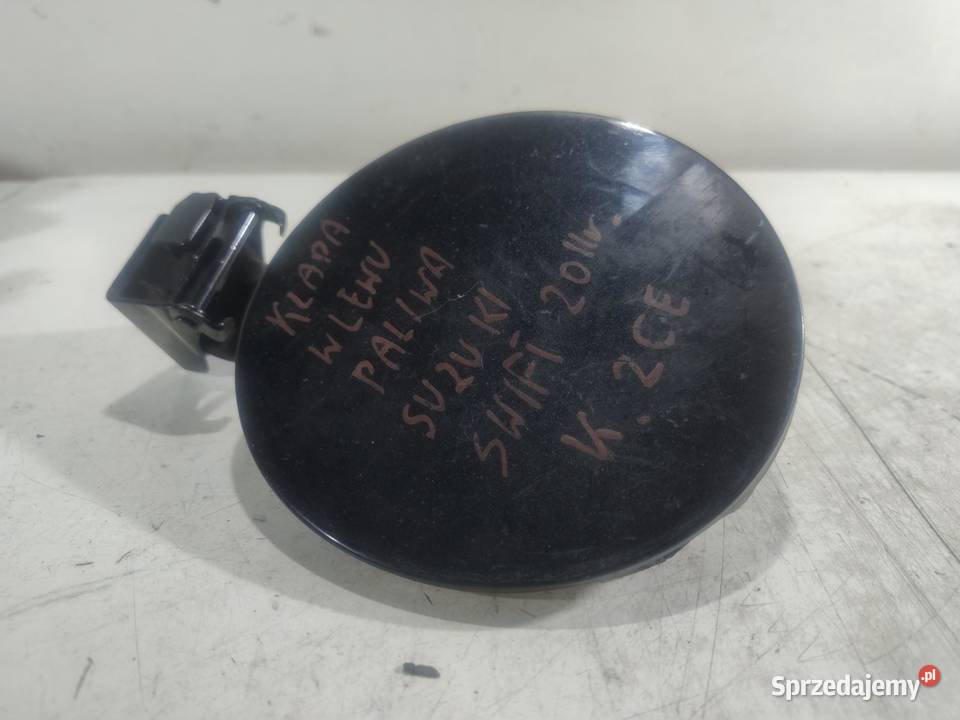 KLAPA
WLEWU
PALIWA
SUZUKI
SWIFT 2011r.
K. ZCE
Sprzedajemy.pl